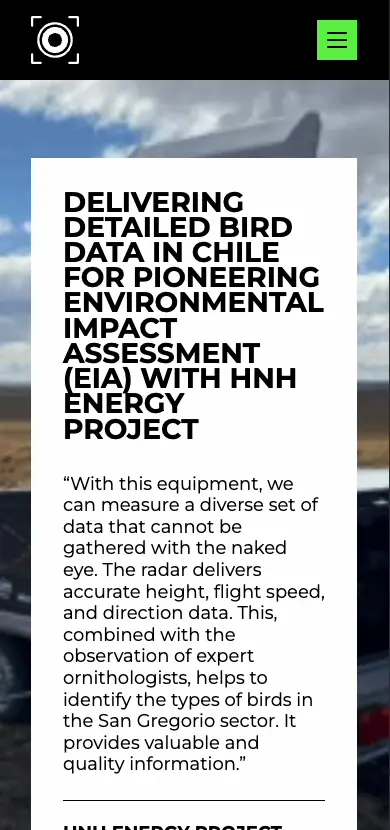 DELIVERING
DETAILED BIRD
DATA IN CHILE
FOR PIONEERING
ENVIRONMENTAL
IMPACT
ASSESSMENT
(EIA) WITH HNH
ENERGY
PROJECT
“With this equipment, we
can measure a diverse set of
data that cannot be
gathered with the naked
eye. The radar delivers
accurate height, flight speed,
and direction data. This,
combined with the
observation of expert
ornithologists, helps to
identify the types of birds in
the San Gregorio sector. It
provides valuable and
quality information.”
HNH ENERGY PROJECT